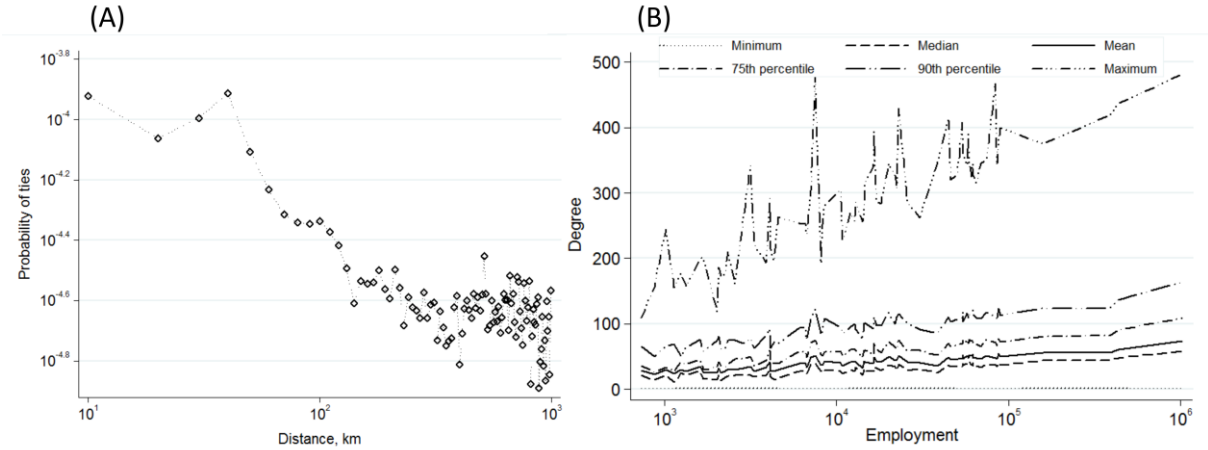 (A)
10^-3.8
10^-4
10^-4.2
10^-4.4
10^-4.6
10^-4.8
Probability of ties
10^1
10^2
10^3
Distance, km
(B)
Minimum
Median
Mean
75th percentile
90th percentile
Maximum
500
400
300
200
100
0
Degree
10^3
10^4
10^5
10^6
Employment